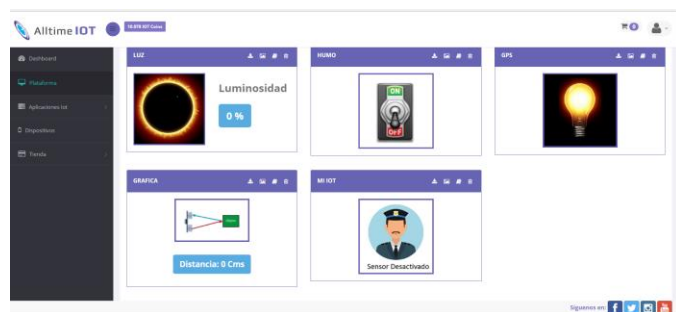 Alltime IOT
0
Dashboard
Plataforma
Aplicaciones Iot
Dispositivos
Tienda
LUZ
Luminosidad
0 %
HUMO
ON
OFF
GPS
GRAFICA
Distancia: 0 Cms
MI IOT
Sensor Desactivado
Siguenos en: